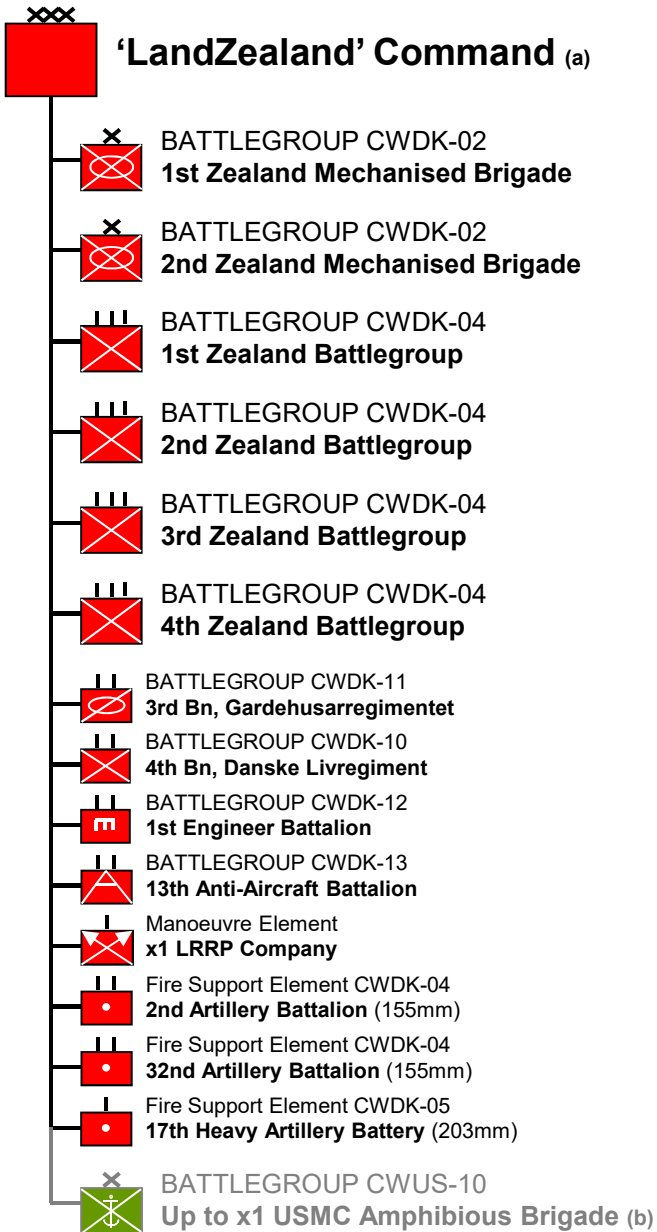 ‘LandZealand’ Command (a)
BATTLEGROUP CWDK-02
1st Zealand Mechanised Brigade
BATTLEGROUP CWDK-02
2nd Zealand Mechanised Brigade
BATTLEGROUP CWDK-04
1st Zealand Battlegroup
BATTLEGROUP CWDK-04
2nd Zealand Battlegroup
BATTLEGROUP CWDK-04
3rd Zealand Battlegroup
BATTLEGROUP CWDK-04
4th Zealand Battlegroup
BATTLEGROUP CWDK-11
3rd Bn, Gardehusarregimentet
BATTLEGROUP CWDK-10
4th Bn, Danske Livregiment
BATTLEGROUP CWDK-12
1st Engineer Battalion
BATTLEGROUP CWDK-13
13th Anti-Aircraft Battalion
Manoeuvre Element
x1 LRRP Company
Fire Support Element CWDK-04
2nd Artillery Battalion (155mm)
Fire Support Element CWDK-04
32nd Artillery Battalion (155mm)
Fire Support Element CWDK-05
17th Heavy Artillery Battery (203mm)
BATTLEGROUP CWUS-10
Up to x1 USMC Amphibious Brigade (b)